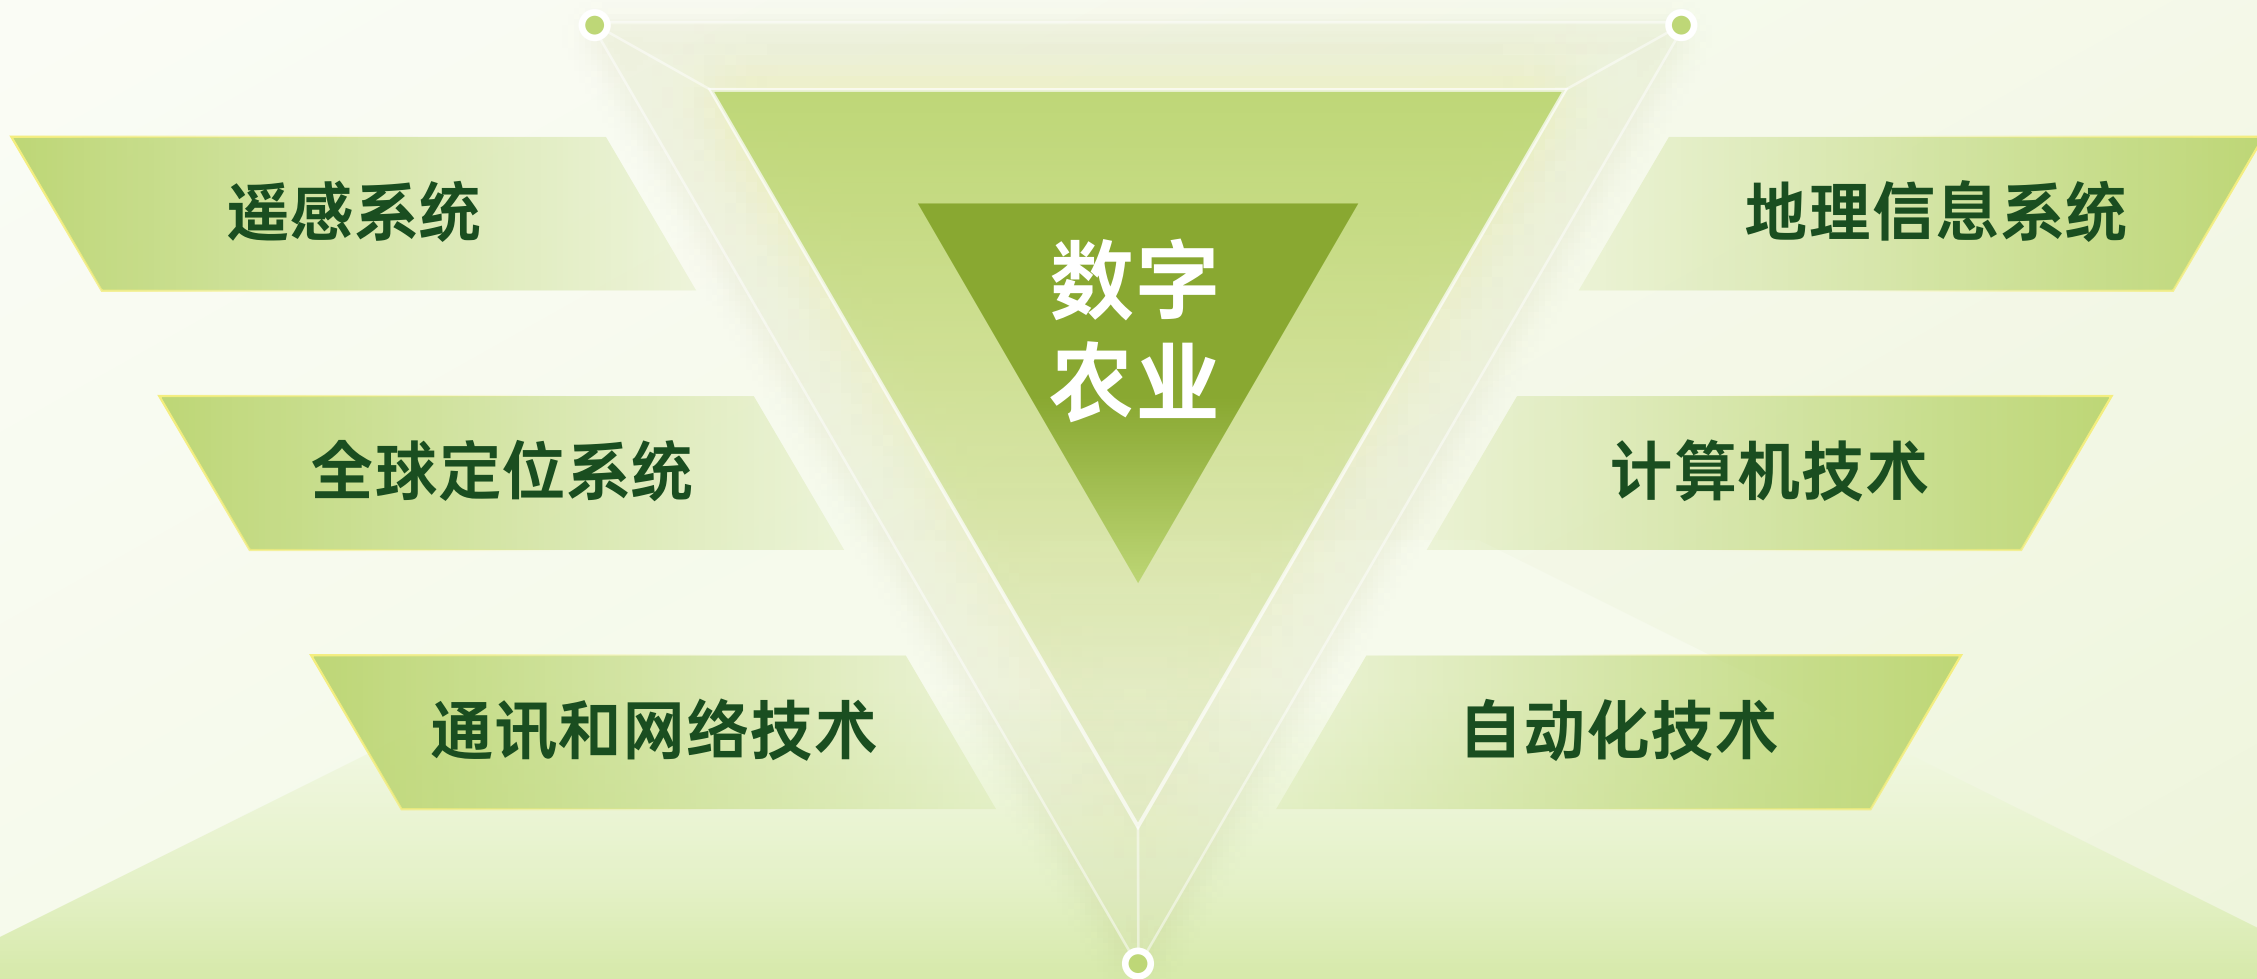 遥感系统
地理信息系统
数字
农业
全球定位系统
计算机技术
通讯和网络技术
自动化技术